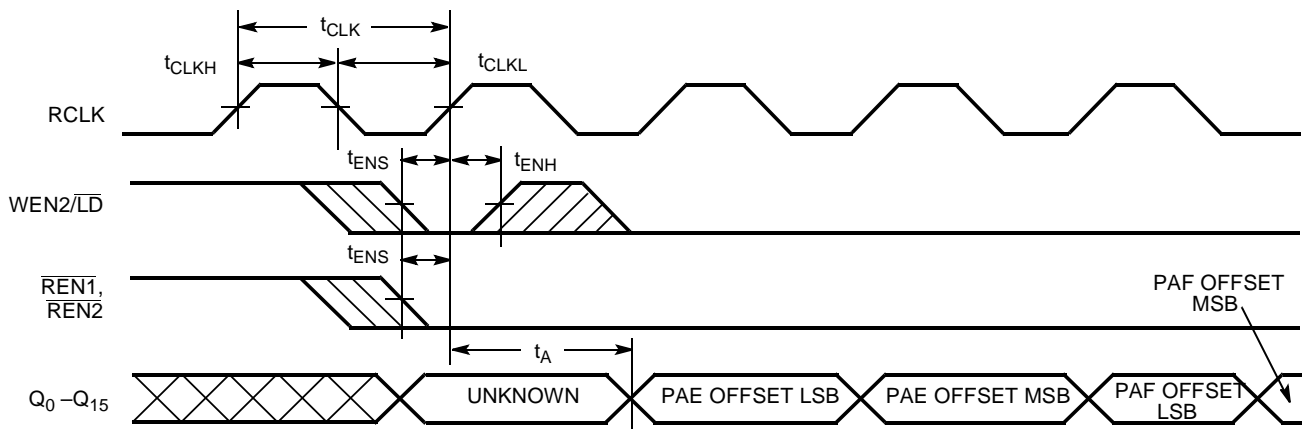 tCLK
tCLKH
tCLKL
RCLK
tENS
tENH
WEN2/LD
tENS
REN1,
REN2
PAF OFFSET
MSB
tA
Q0 –Q15
UNKNOWN
PAE OFFSET LSB
PAE OFFSET MSB
PAF OFFSET
LSB